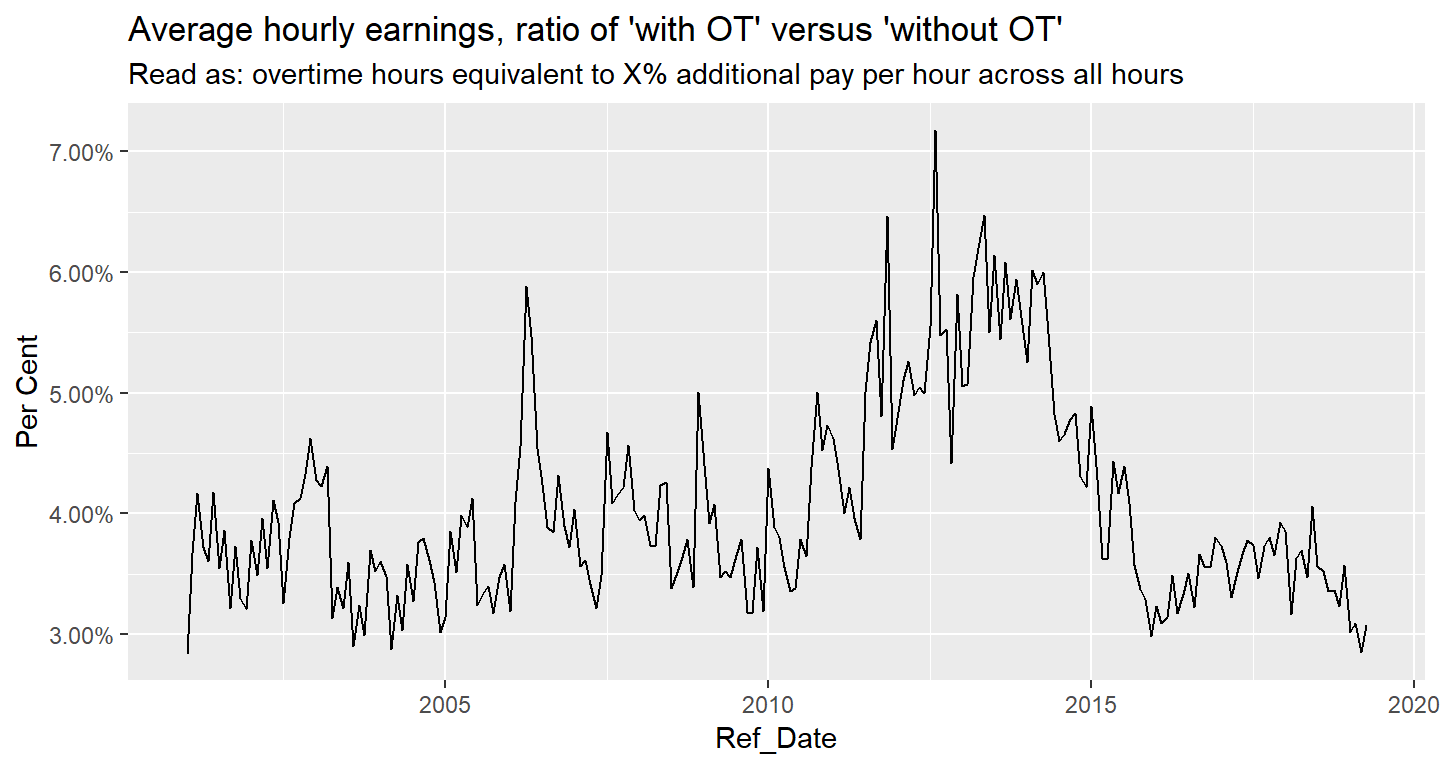 Average hourly earnings, ratio of 'with OT' versus 'without OT'
Read as: overtime hours equivalent to X% additional pay per hour across all hours
7.00%
6.00%
5.00%
4.00%
3.00%
Per Cent
2005
2010
2015
2020
Ref_Date